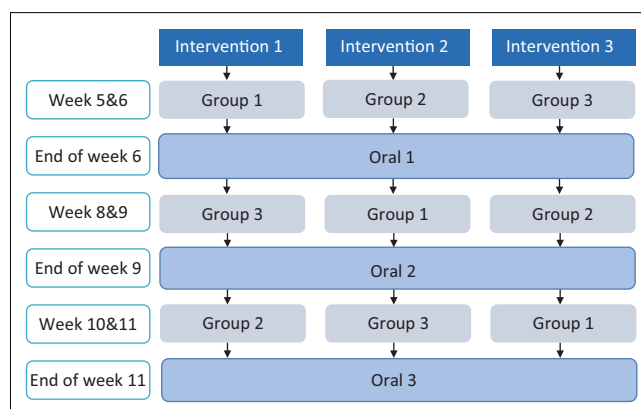 Intervention 1 Intervention 2 Intervention 3
Week 5&6 Group 1 Group 2 Group 3
End of week 6 Oral 1
Week 8&9 Group 3 Group 1 Group 2
End of week 9 Oral 2
Week 10&11 Group 2 Group 3 Group 1
End of week 11 Oral 3